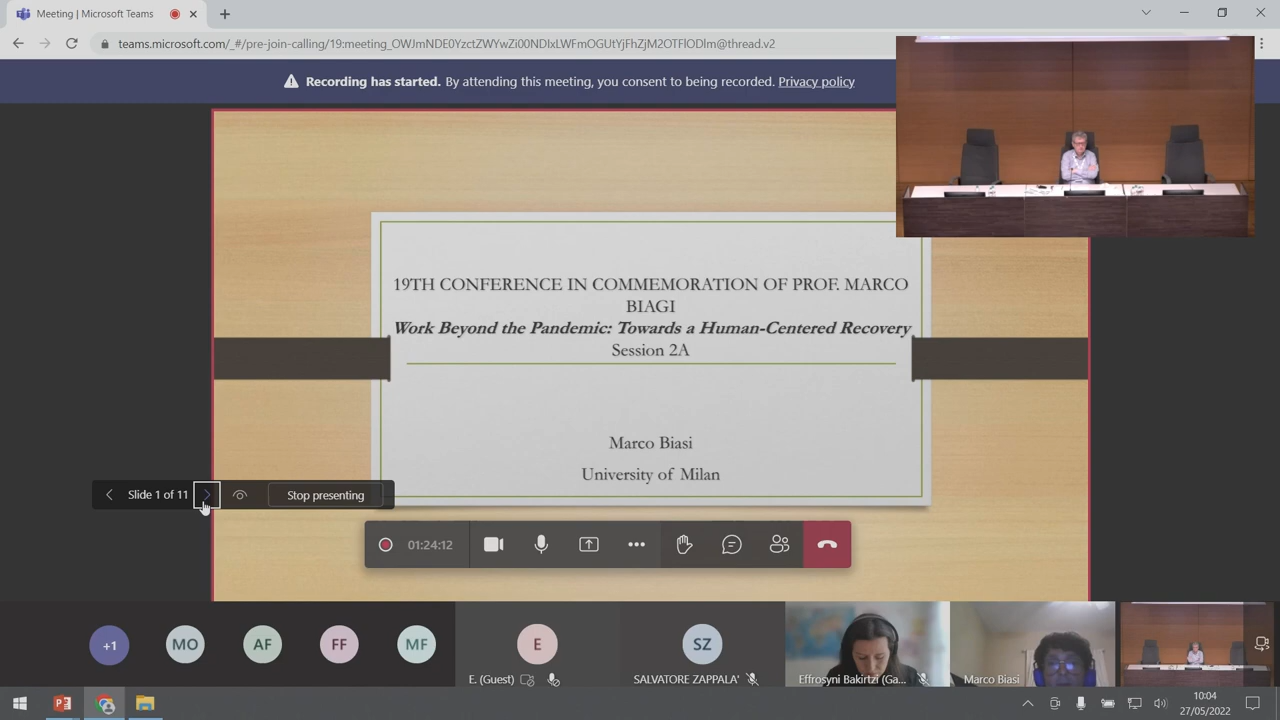 Meeting | Microsoft Teams
teams.microsoft.com/_#/pre-join-calling/19:meeting_OWJmNDE0YzctZWYwZi00NDIxLWFmOGUtYjFhZjM2OTFlODlm@thread.v2
Recording has started. By attending this meeting, you consent to being recorded. Privacy policy
19TH CONFERENCE IN COMMEMORATION OF PROF. MARCO
BIAGI
Work Beyond the Pandemic: Towards a Human-Centered Recovery
Session 2A
Marco Biasi
University of Milan
Slide 1 of 11
Stop presenting
01:24:12
+1
MO
AF
FF
MF
E
SZ
E. (Guest)
SALVATORE ZAPPALA'
Effrosyni Bakirtzi (Ga...
Marco Biasi
10:04
27/05/2022